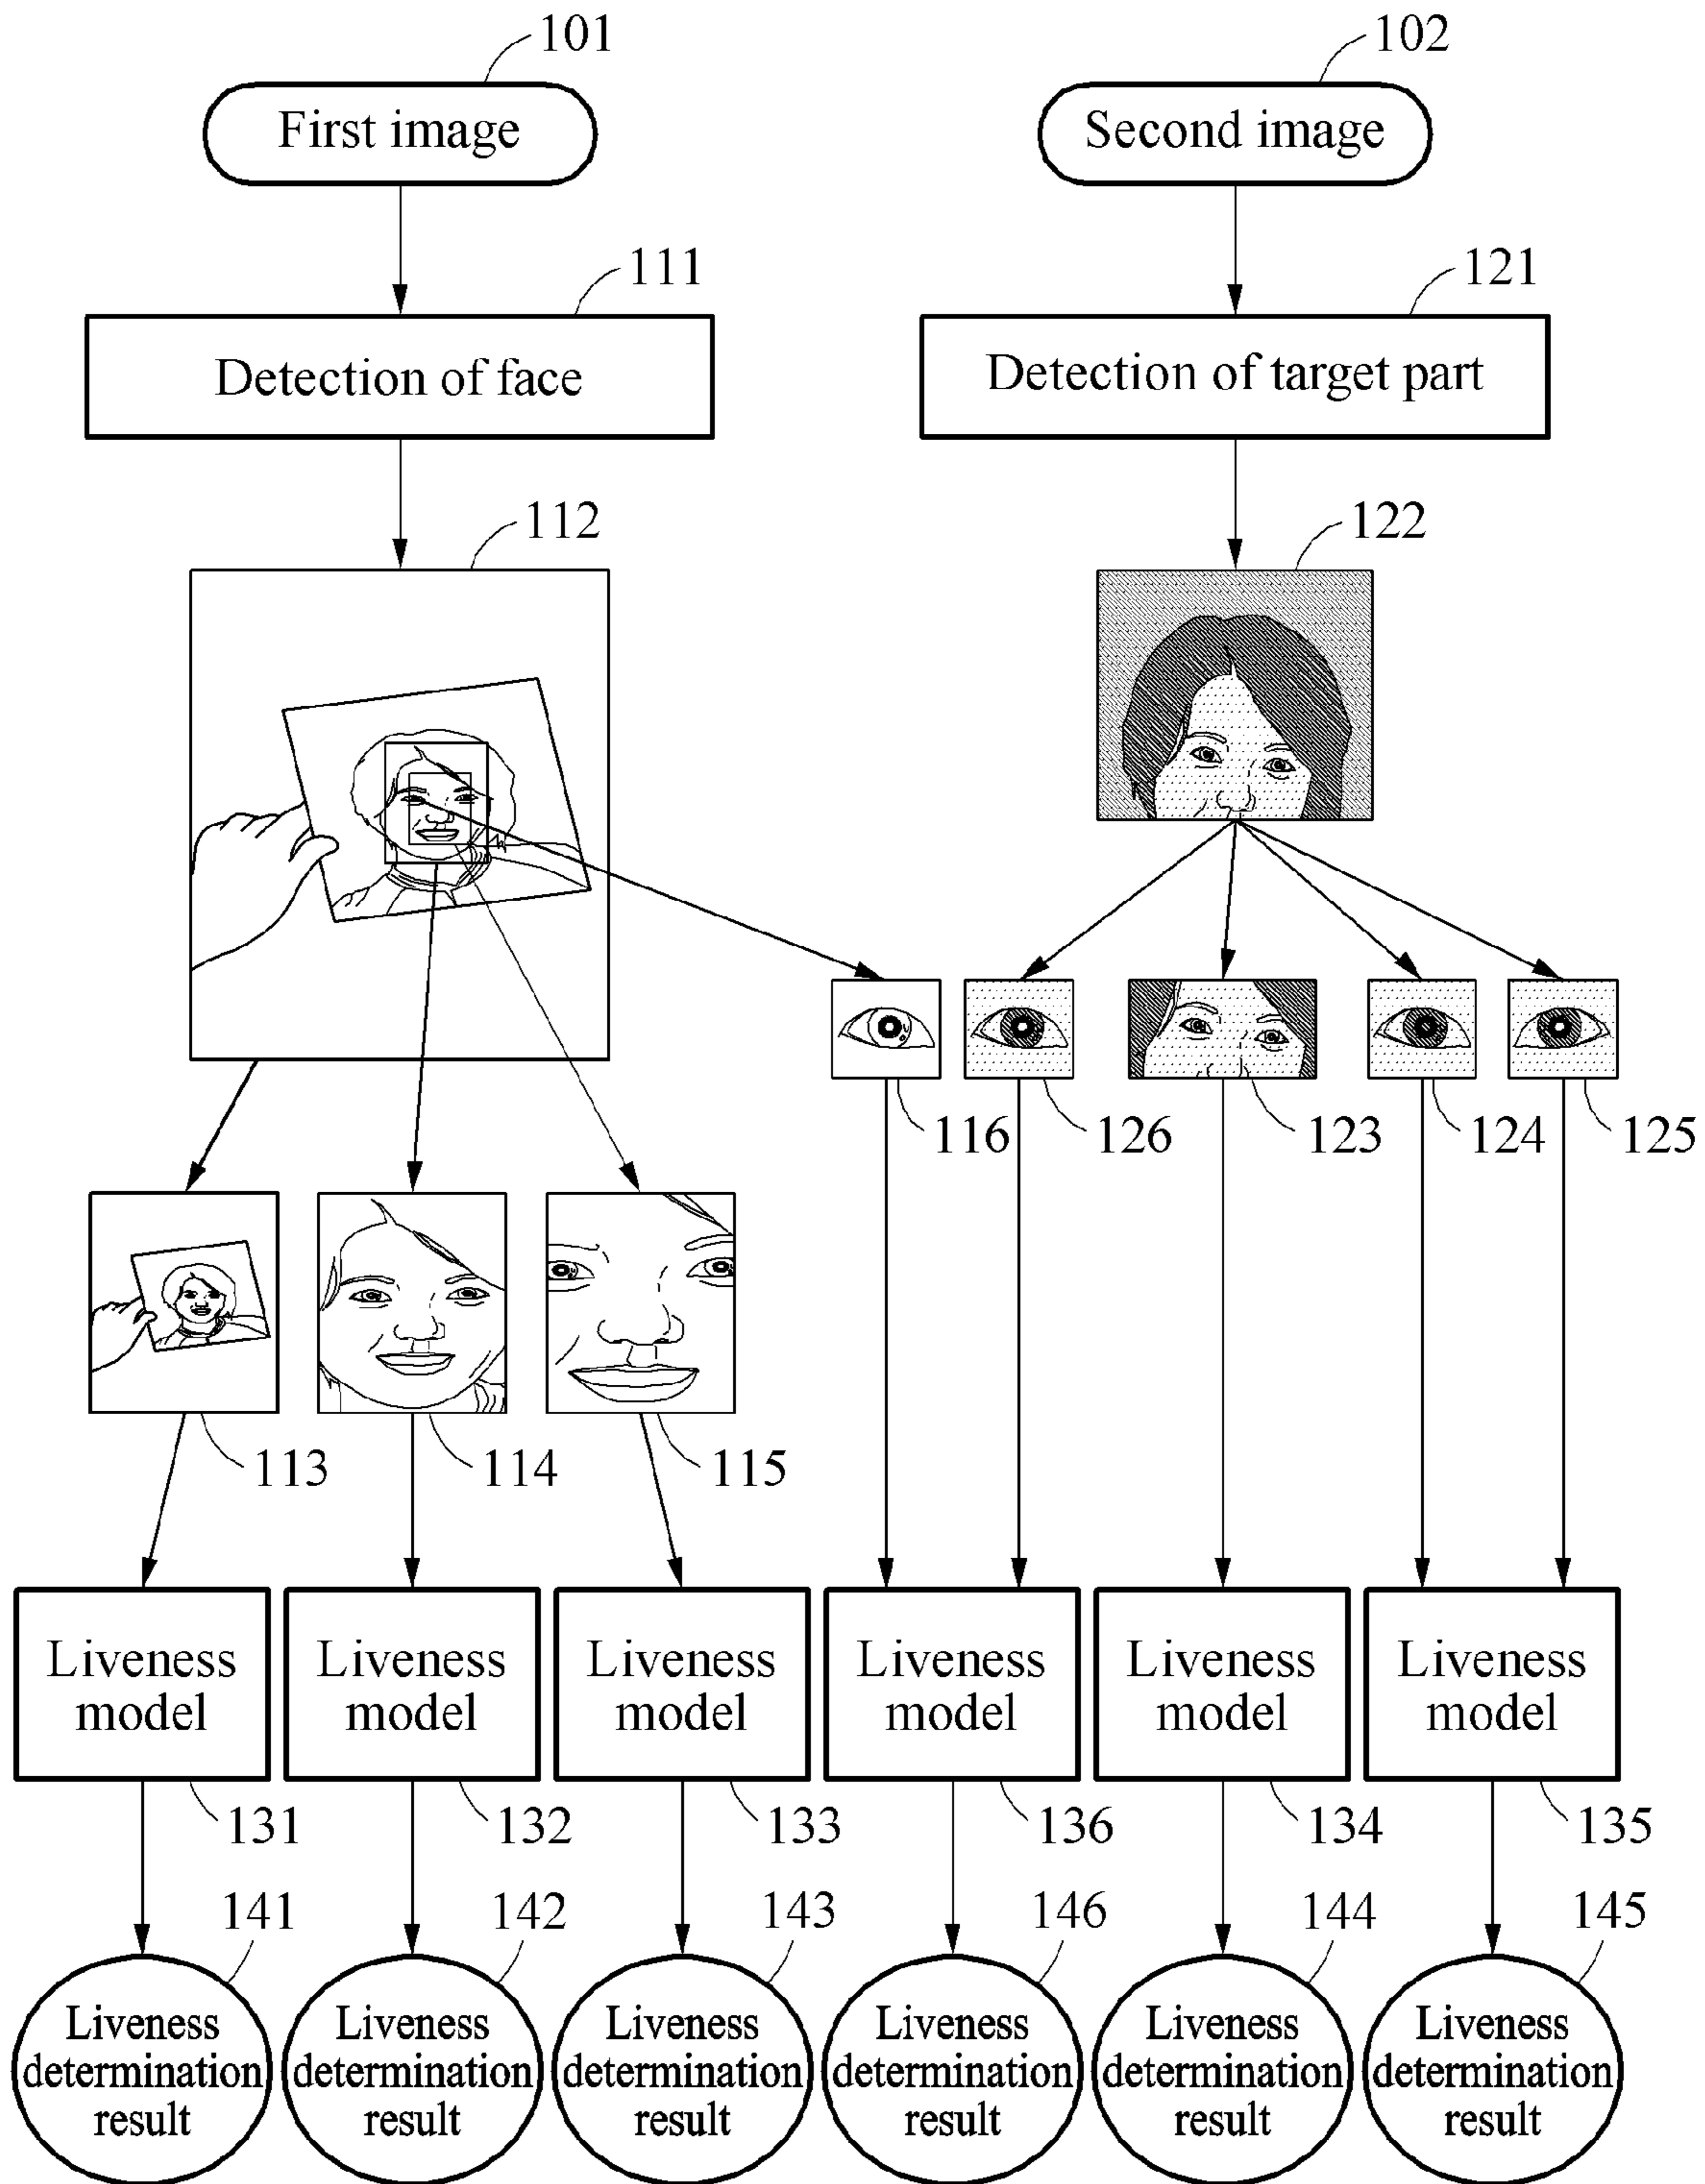 101
102
First image
Second image
111
121
Detection of face
Detection of target part
112
122
116
126
123
124
125
113
114
115
Liveness
model
Liveness
model
Liveness
model
Liveness
model
Liveness
model
Liveness
model
131
132
133
136
134
135
141
142
143
146
144
145
Liveness
determination
result
Liveness
determination
result
Liveness
determination
result
Liveness
determination
result
Liveness
determination
result
Liveness
determination
result